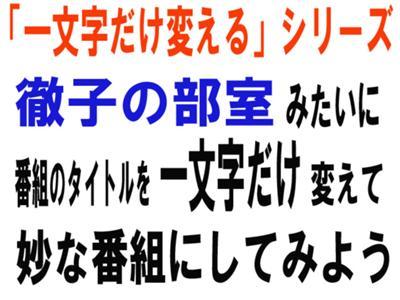 「一文字だけ変える」シリーズ
徹子の部室みたいに
番組のタイトルを一文字だけ変えて
妙な番組にしてみよう